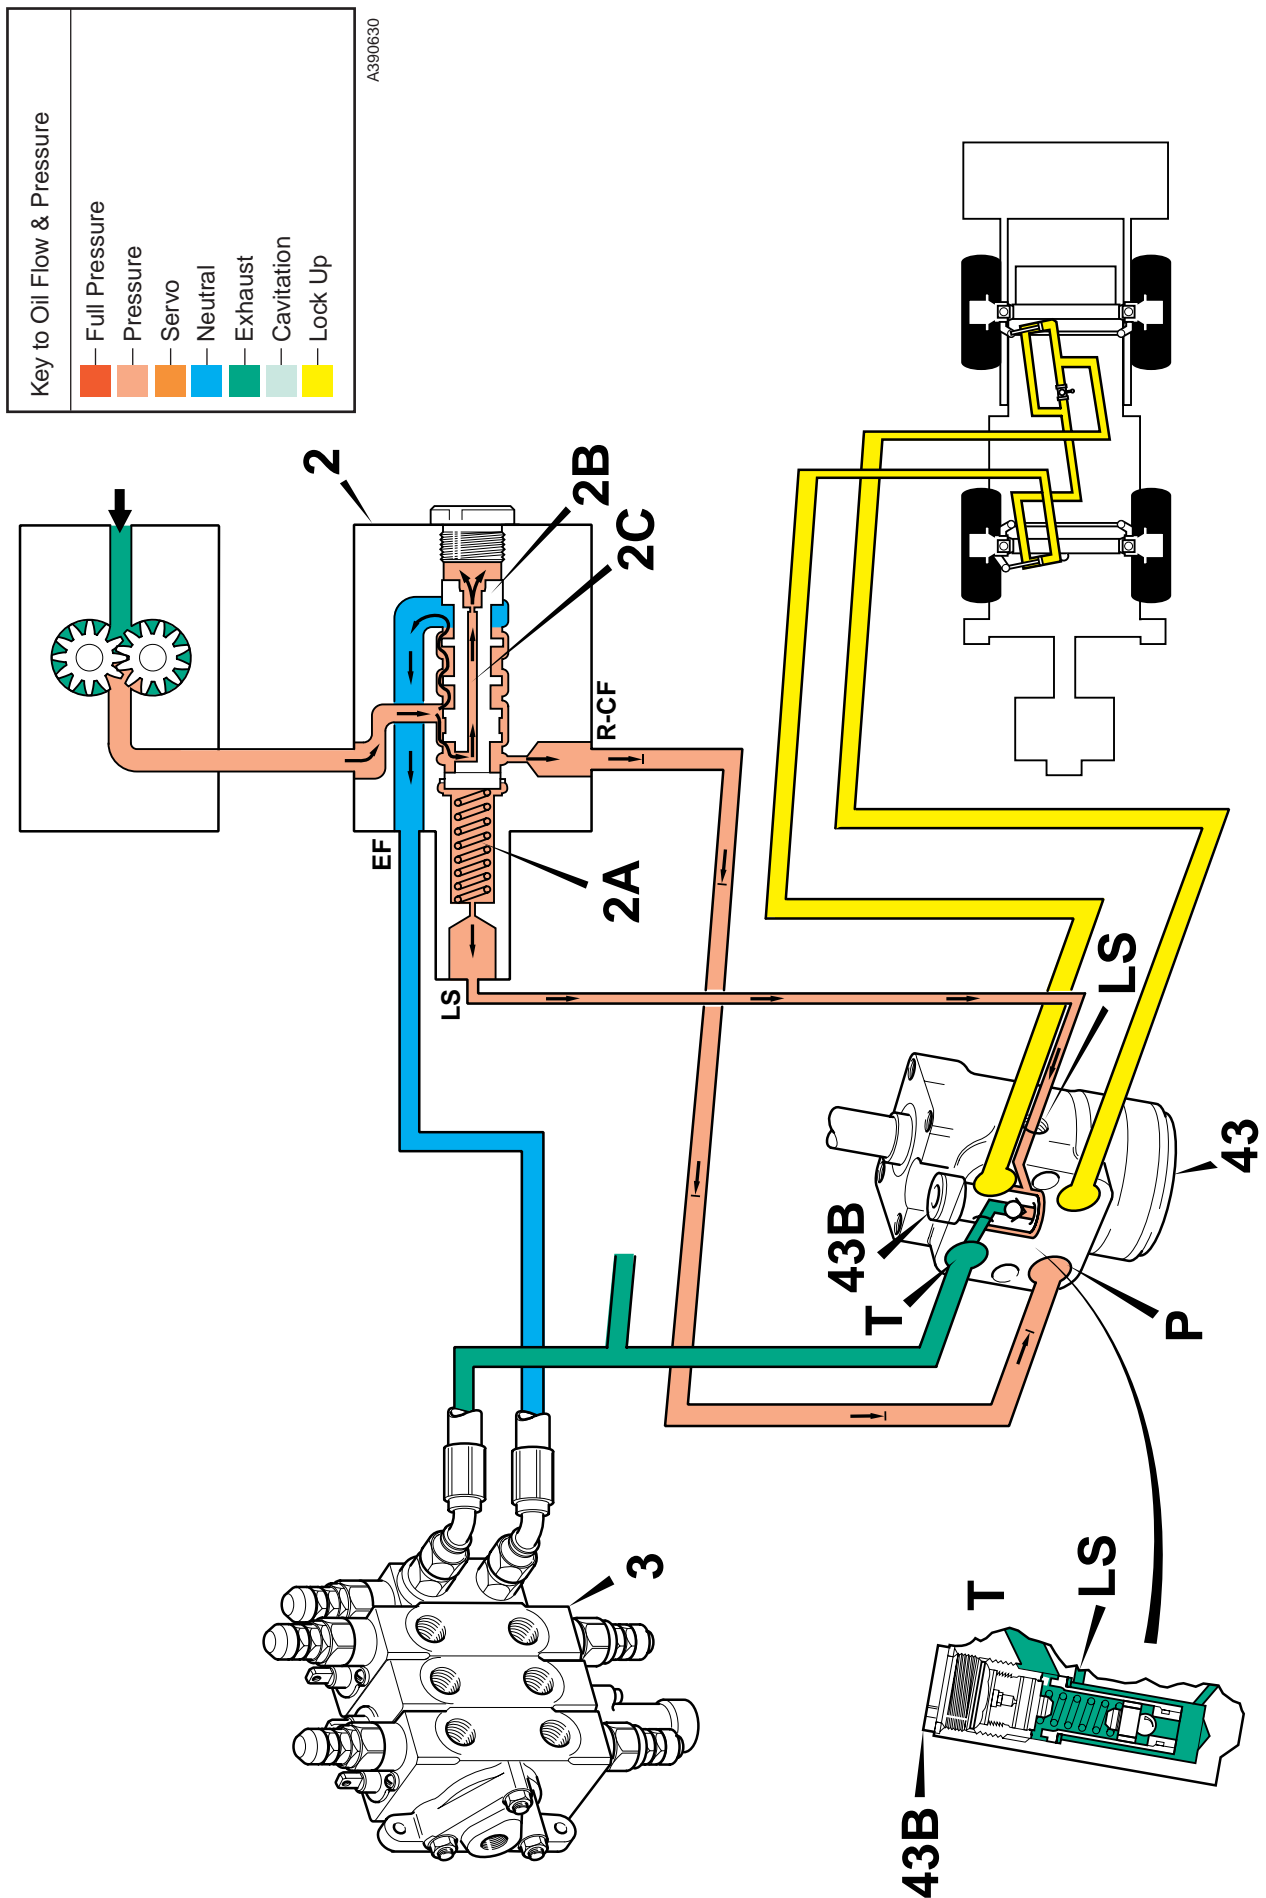 Key to Oil Flow & Pressure
Full Pressure
Pressure
Servo
Neutral
Exhaust
Cavitation
Lock Up
A390630
2
2B
2C
R-CF
EF
2A
LS
LS
43
43B
T
P
3
T
LS
43B